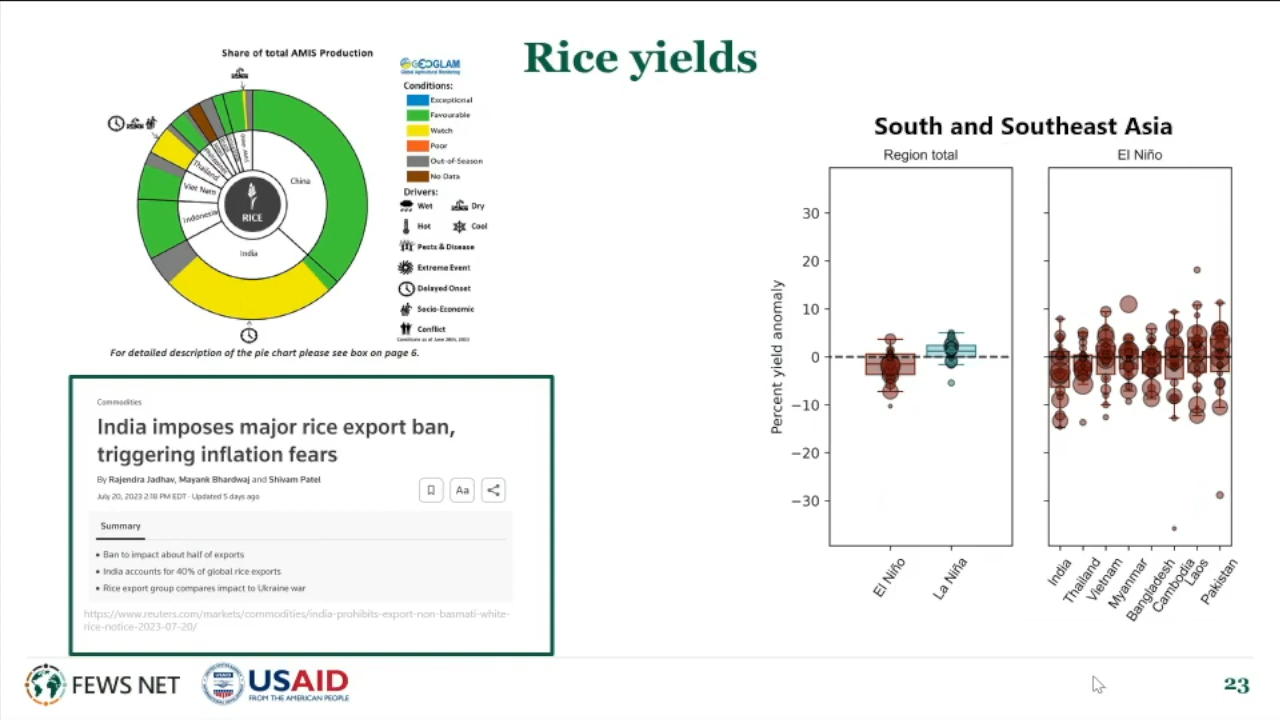 Rice yields
Share of total AMIS Production
GEOGLAM
Global Agricultural Monitoring
Conditions:
Exceptional
Favourable
Watch
Poor
Out-of-Season
No Data
Drivers:
Wet
Dry
Hot
Cool
Pests & Disease
Extreme Event
Delayed Onset
Socio-Economic
Conflict
Conditions as of June 28th, 2023
China
India
Indonesia
Viet Nam
Thailand
RICE
For detailed description of the pie chart please see box on page 6.
Commodities
India imposes major rice export ban,
triggering inflation fears
By Rajendra Jadhav, Mayank Bhardwaj and Shivam Patel
July 20, 2023 2:18 PM EDT · Updated 5 days ago
Aa
Summary
• Ban to impact about half of exports
• India accounts for 40% of global rice exports
• Rice export group compares impact to Ukraine war
https://www.reuters.com/markets/commodities/india-prohibits-export-non-basmati-white-
rice-notice-2023-07-20/
South and Southeast Asia
Region total
El Niño
Percent yield anomaly
30
20
10
0
−10
−20
−30
El Niño
La Niña
India
Thailand
Vietnam
Myanmar
Bangladesh
Cambodia
Laos
Pakistan
FEWS NET
USAID
FROM THE AMERICAN PEOPLE
23